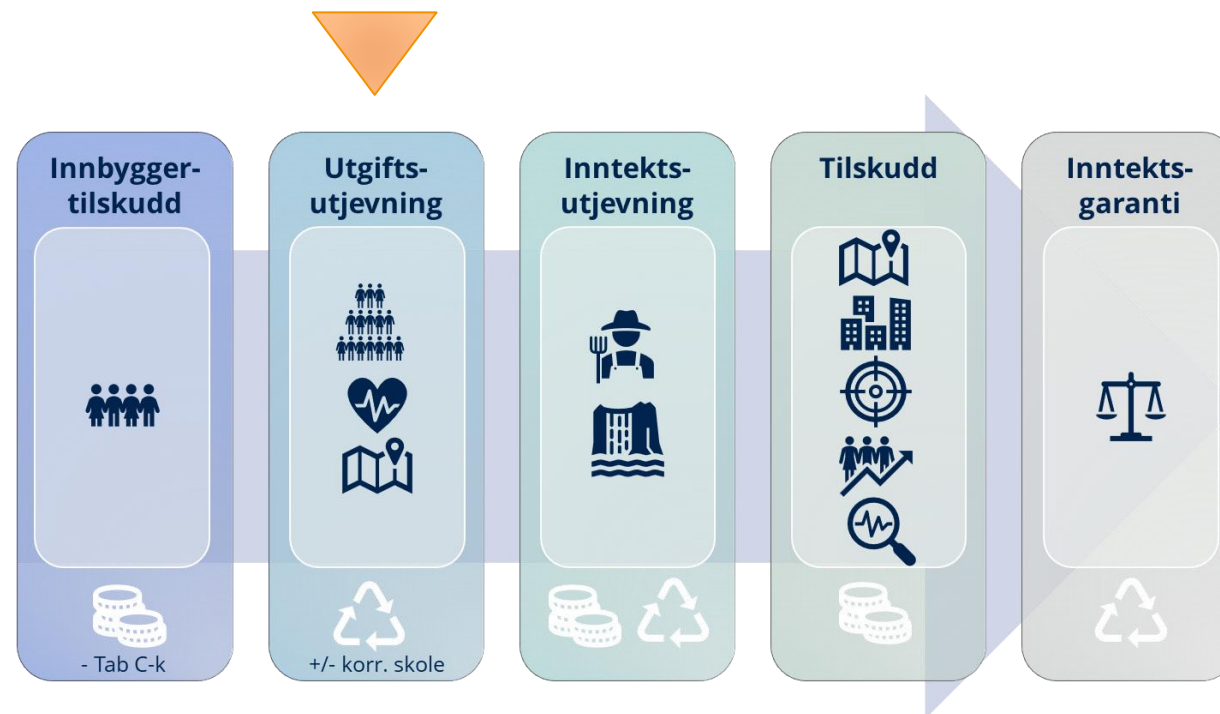 Innbygger-
tilskudd
Utgifts-
utjevning
Inntekts-
utjevning
Tilskudd
Inntekts-
garanti
- Tab C-k
+/- korr. skole